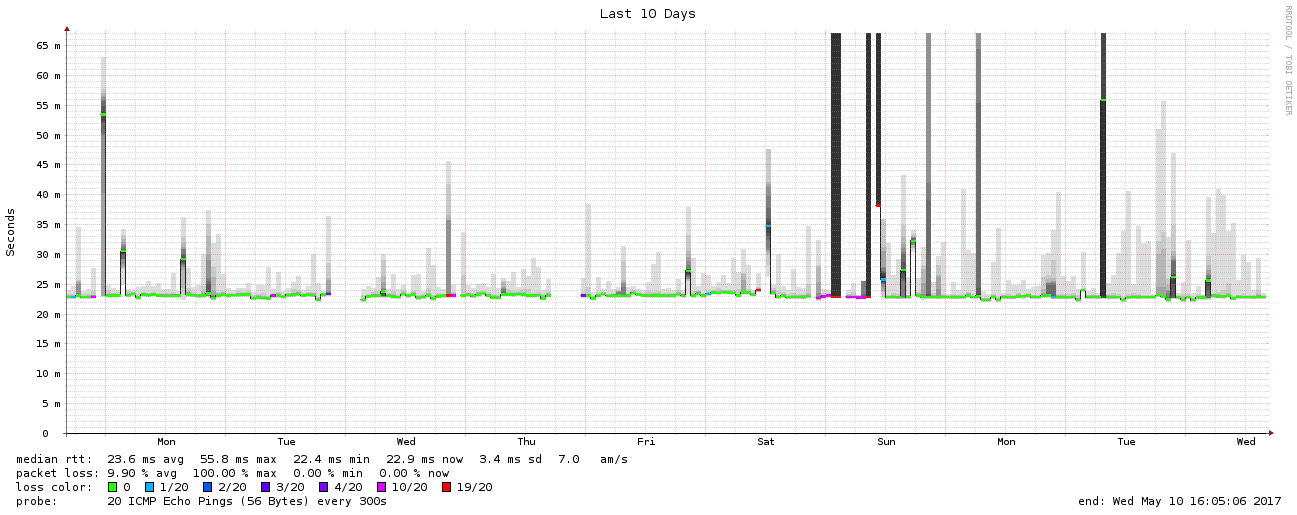 Last 10 Days
RRDTOOL / TOBI OETIKER
Seconds
65 m
60 m
55 m
50 m
45 m
40 m
35 m
30 m
25 m
20 m
15 m
10 m
5 m
0
Mon Tue Wed Thu Fri Sat Sun Mon Tue Wed
median rtt: 23.6 ms avg 55.8 ms max 22.4 ms min 22.9 ms now 3.4 ms sd 7.0 am/s
packet loss: 9.90 % avg 100.00 % max 0.00 % min 0.00 % now
loss color: 0 1/20 2/20 3/20 4/20 10/20 19/20
probe: 20 ICMP Echo Pings (56 Bytes) every 300s end: Wed May 10 16:05:06 2017